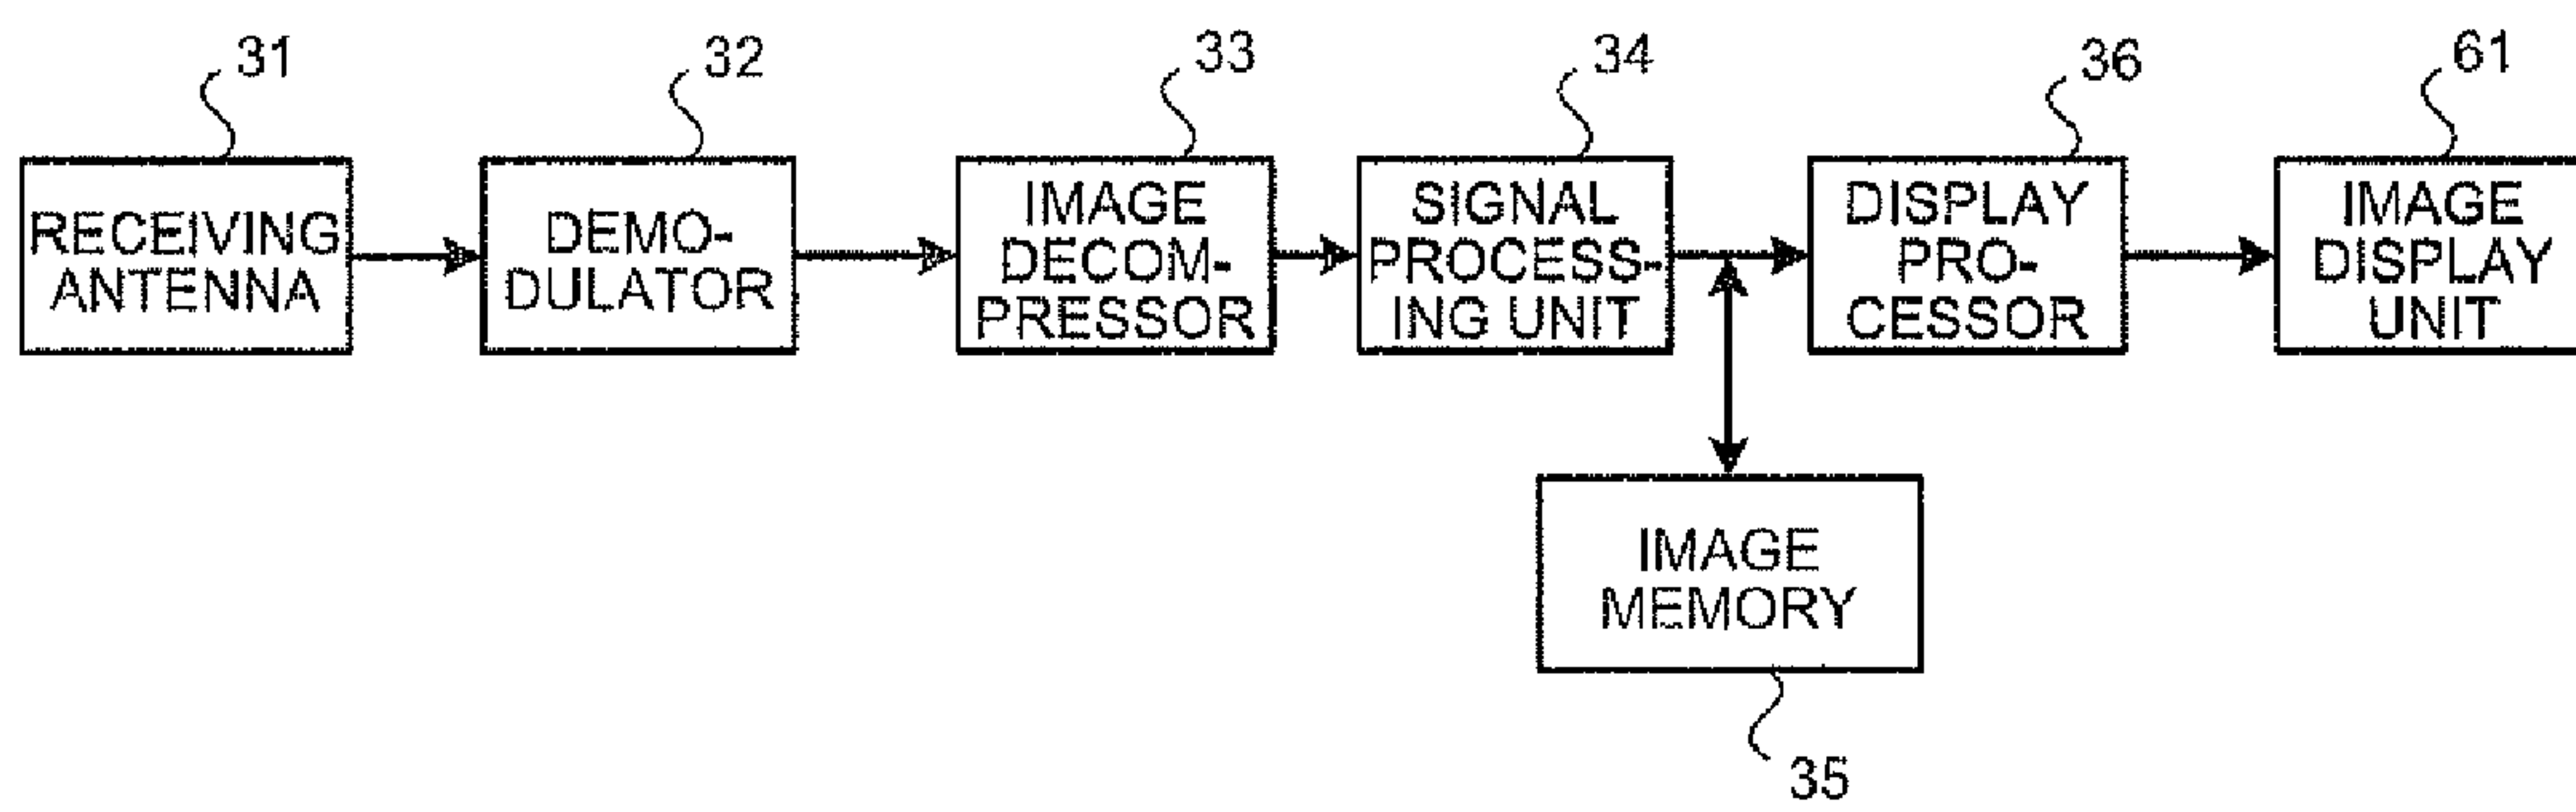 31
32
33
34
36
61
RECEIVING
ANTENNA
DEMO-
DULATOR
IMAGE
DECOM-
PRESSOR
SIGNAL
PROCESS-
ING UNIT
DISPLAY
PRO-
CESSOR
IMAGE
DISPLAY
UNIT
IMAGE
MEMORY
35